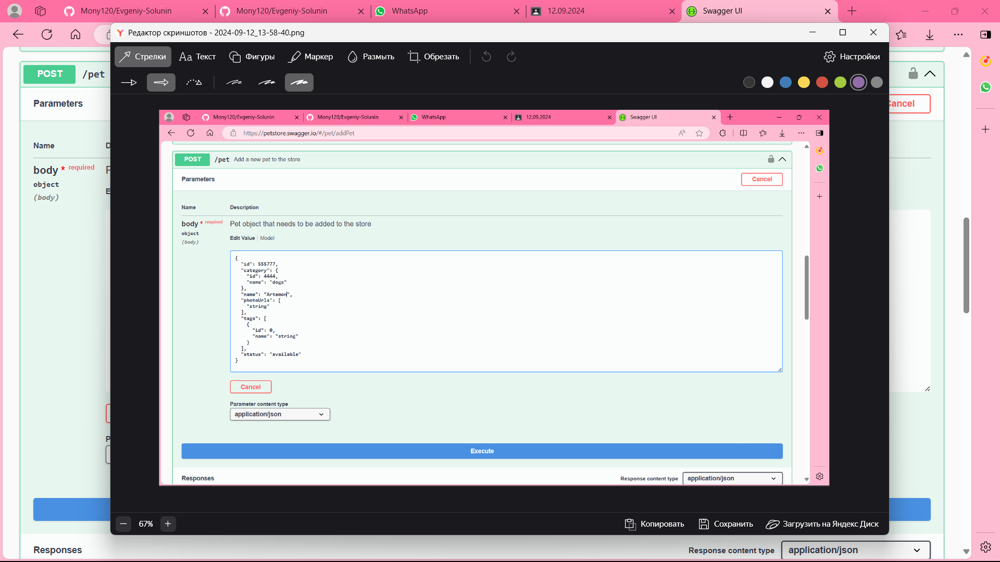 Mony120/Evgeniy-Solunin
Mony120/Evgeniy-Solunin
WhatsApp
12.09.2024
Swagger UI
Редактор скриншотов - 2024-09-12_13-58-40.png
Стрелки
Aa Текст
Фигуры
Маркер
Размыть
Обрезать
Настройки
POST /pet
Parameters
Cancel
Name
body * required
object
(body)
Mony120/Evgeniy-Solunin
Mony120/Evgeniy-Solunin
WhatsApp
12.09.2024
Swagger UI
https://petstore.swagger.io/#/pet/addPet
POST /pet Add a new pet to the store
Parameters
Cancel
Name Description
body * required Pet object that needs to be added to the store
object
(body)
Edit Value Model
{
"id": 555777,
"category": {
"id": 4444,
"name": "dogs"
},
"name": "Artemon",
"photoUrls": [
"string"
],
"tags": [
{
"id": 0,
"name": "string"
}
],
"status": "available"
}
Cancel
Parameter content type
application/json
Execute
Responses
Response content type application/json
67%
Копировать
Сохранить
Загрузить на Яндекс Диск
Responses
Response content type application/json